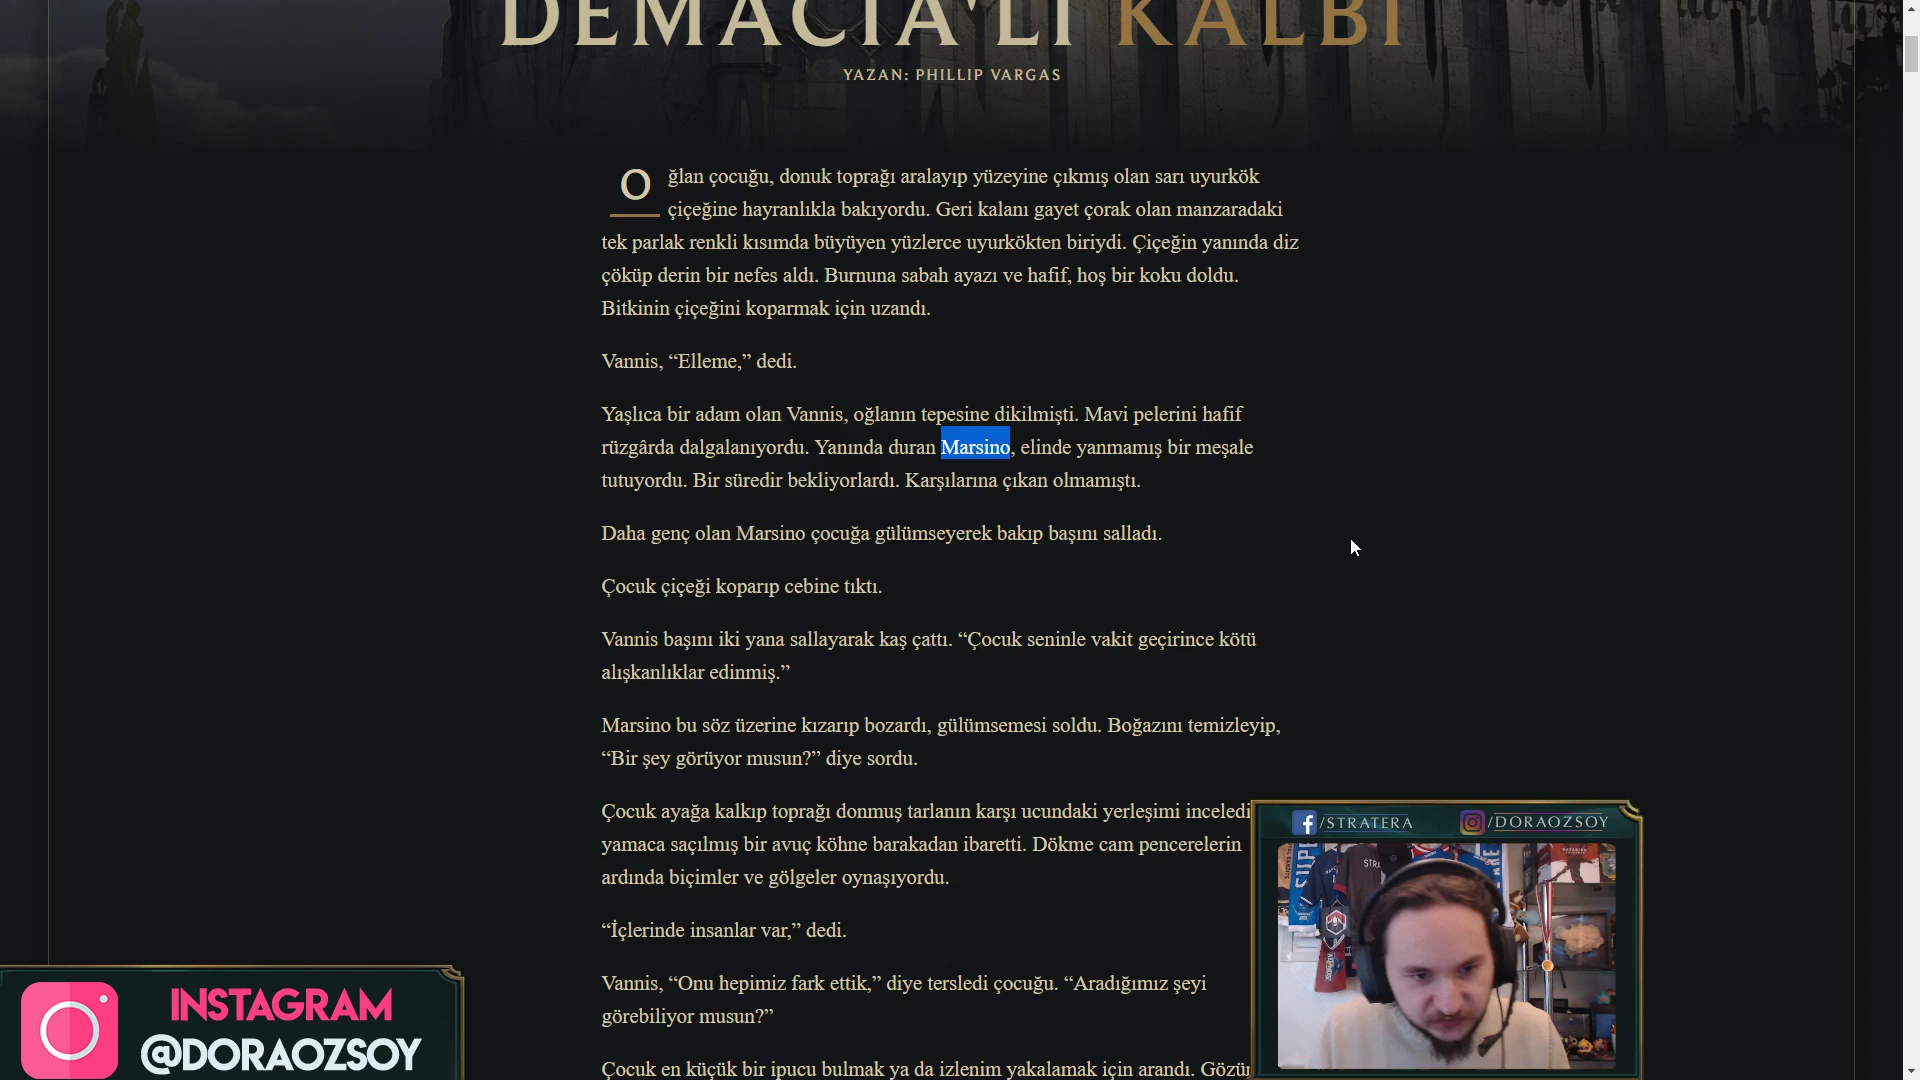 DEMACIA'LI KALBİ
YAZAN: PHILLIP VARGAS
Oğlan çocuğu, donuk toprağı aralayıp yüzeyine çıkmış olan sarı uyurkök
çiçeğine hayranlıkla bakıyordu. Geri kalanı gayet çorak olan manzaradaki
tek parlak renkli kısımda büyüyen yüzlerce uyurkökten biriydi. Çiçeğin yanında diz
çöküp derin bir nefes aldı. Burnuna sabah ayazı ve hafif, hoş bir koku doldu.
Bitkinin çiçeğini koparmak için uzandı.
Vannis, “Elleme,” dedi.
Yaşlıca bir adam olan Vannis, oğlanın tepesine dikilmişti. Mavi pelerini hafif
rüzgârda dalgalanıyordu. Yanında duran Marsino, elinde yanmamış bir meşale
tutuyordu. Bir süredir bekliyorlardı. Karşılarına çıkan olmamıştı.
Daha genç olan Marsino çocuğa gülümseyerek bakıp başını salladı.
Çocuk çiçeği koparıp cebine tıktı.
Vannis başını iki yana sallayarak kaş çattı. “Çocuk seninle vakit geçirince kötü
alışkanlıklar edinmiş.”
Marsino bu söz üzerine kızarıp bozardı, gülümsemesi soldu. Boğazını temizleyip,
“Bir şey görüyor musun?” diye sordu.
Çocuk ayağa kalkıp toprağı donmuş tarlanın karşı ucundaki yerleşimi inceledi
yamaca saçılmış bir avuç köhne barakadan ibaretti. Dökme cam pencerelerin
ardında biçimler ve gölgeler oynaşıyordu.
“İçlerinde insanlar var,” dedi.
Vannis, “Onu hepimiz fark ettik,” diye tersledi çocuğu. “Aradığımız şeyi
görebiliyor musun?”
Çocuk en küçük bir ipucu bulmak ya da izlenim yakalamak için arandı.
/STRATERA
/DORAOZSOY
INSTAGRAM
@DORAOZSOY